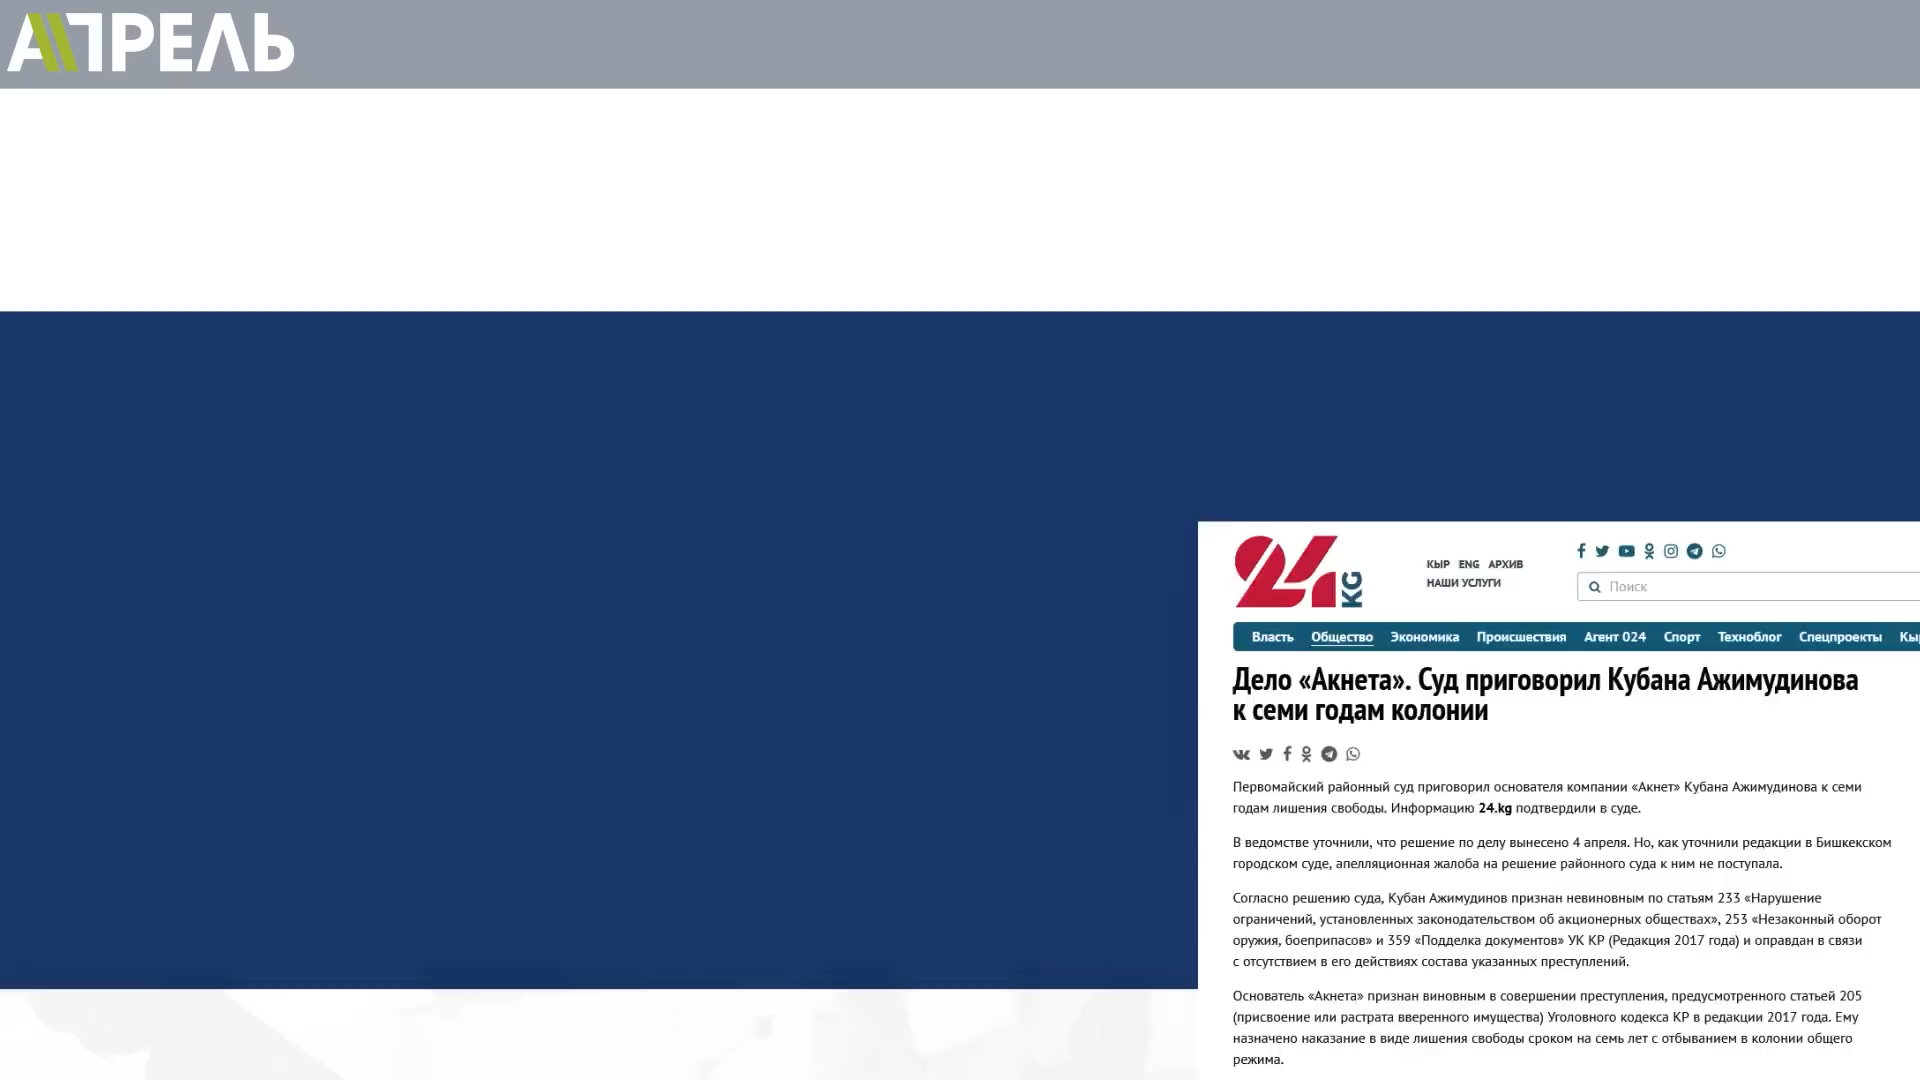 АПРЕЛЬ
24 KG
КЫР ENG АРХИВ
НАШИ УСЛУГИ
Поиск
Власть Общество Экономика Происшествия Агент 024 Спорт Техноблог Спецпроекты Кы
Дело «Акнета». Суд приговорил Кубана Ажимудинова
к семи годам колонии
Первомайский районный суд приговорил основателя компании «Акнет» Кубана Ажимудинова к семи
годам лишения свободы. Информацию 24.kg подтвердили в суде.
В ведомстве уточнили, что решение по делу вынесено 4 апреля. Но, как уточнили редакции в Бишкекском
городском суде, апелляционная жалоба на решение районного суда к ним не поступала.
Согласно решению суда, Кубан Ажимудинов признан невиновным по статьям 233 «Нарушение
ограничений, установленных законодательством об акционерных обществах», 253 «Незаконный оборот
оружия, боеприпасов» и 359 «Подделка документов» УК КР (Редакция 2017 года) и оправдан в связи
с отсутствием в его действиях состава указанных преступлений.
Основатель «Акнета» признан виновным в совершении преступления, предусмотренного статьей 205
(присвоение или растрата вверенного имущества) Уголовного кодекса КР в редакции 2017 года. Ему
назначено наказание в виде лишения свободы сроком на семь лет с отбыванием в колонии общего
режима.